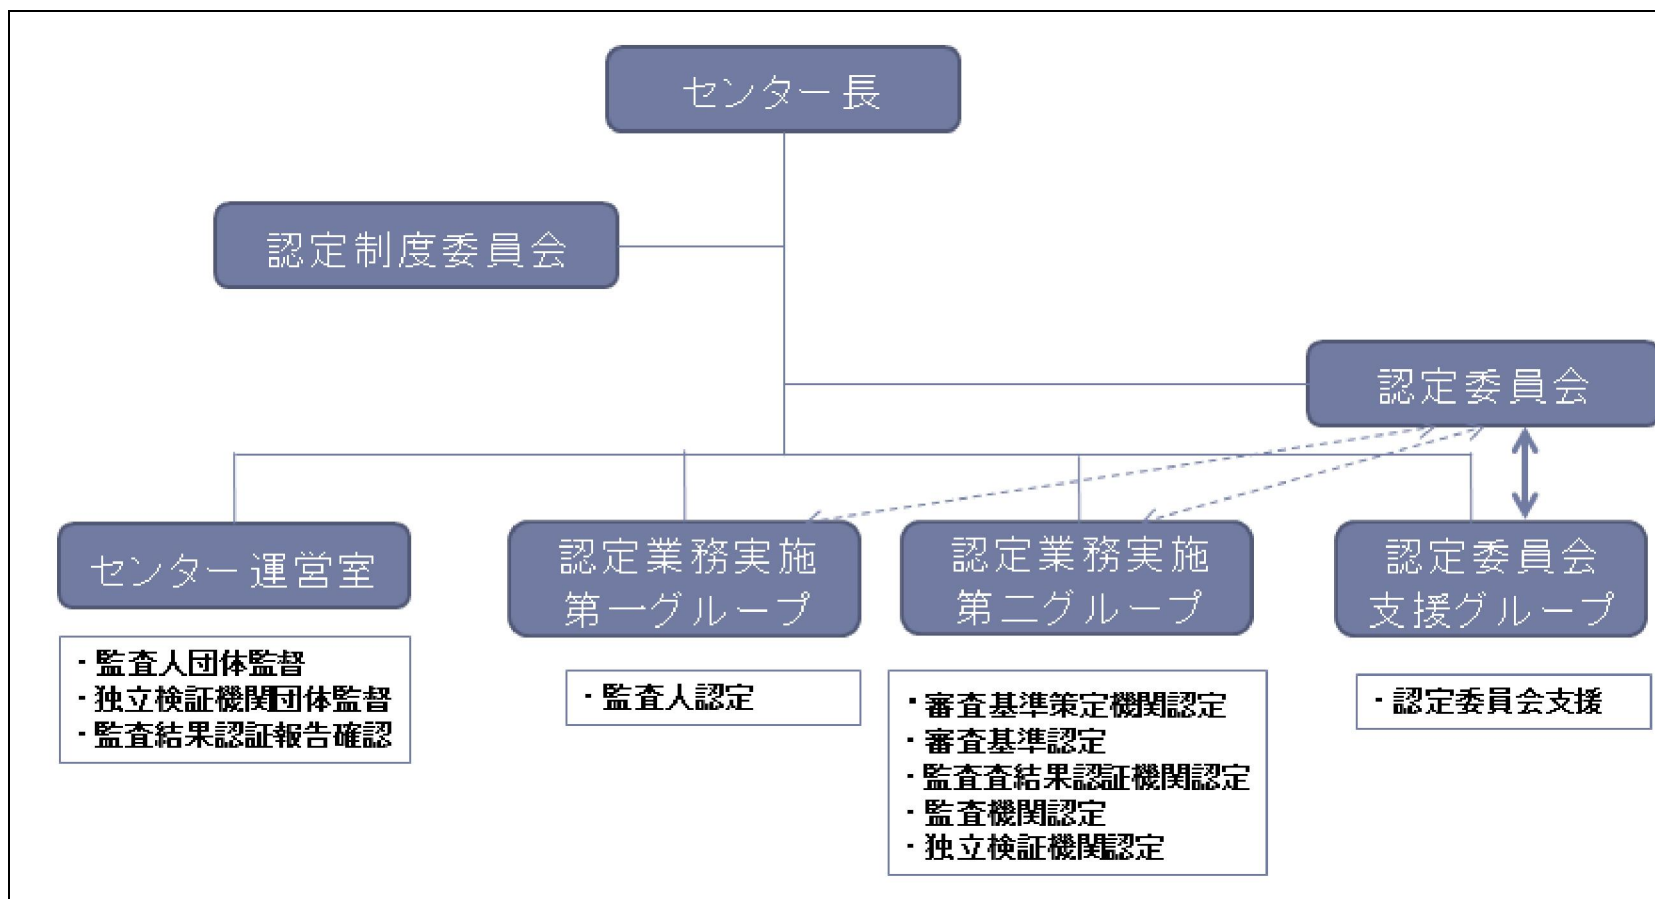 センター長
認定制度委員会
認定委員会
センター運営室
・監査人団体監督
・独立検証機関団体監督
・監査結果認証報告確認
認定業務実施
第一グループ
・監査人認定
認定業務実施
第二グループ
・審査基準策定機関認定
・審査基準認定
・監査査結果認証機関認定
・監査機関認定
・独立検証機関認定
認定委員会
支援グループ
・認定委員会支援